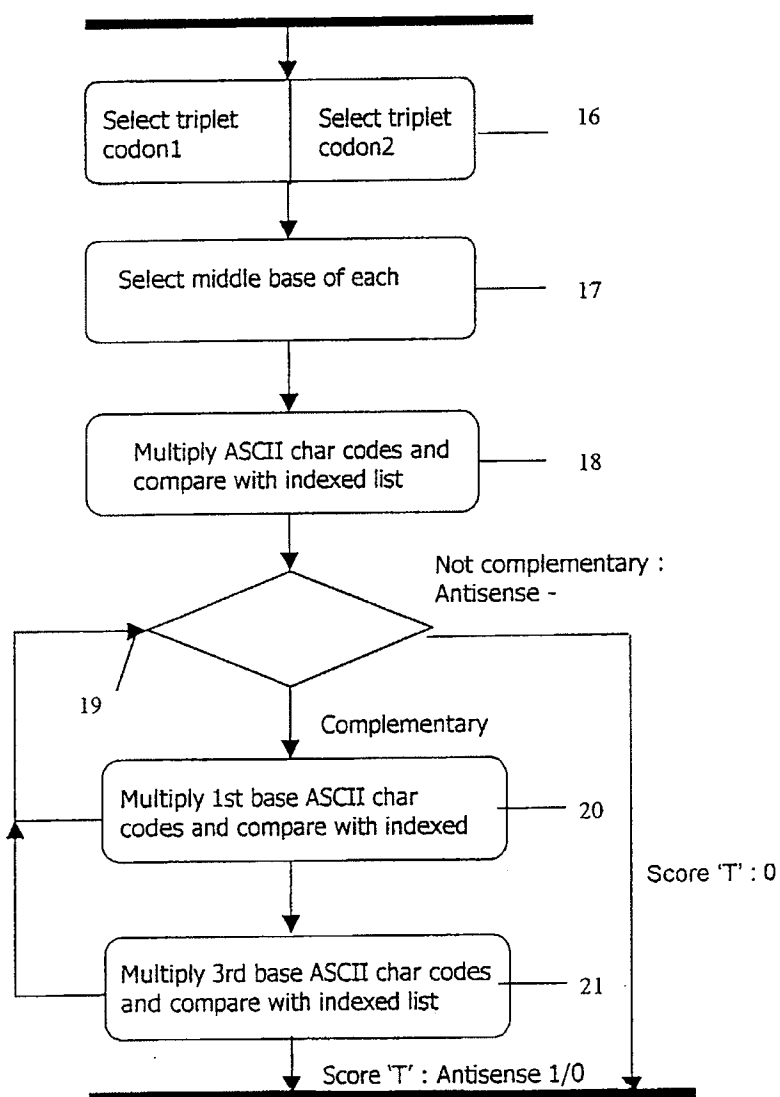 Select triplet
codon1
Select triplet
codon2
16
Select middle base of each
17
Multiply ASCII char codes and
compare with indexed list
18
Not complementary :
Antisense -
19
Complementary
Multiply 1st base ASCII char
codes and compare with indexed
20
Score 'T' : 0
Multiply 3rd base ASCII char codes
and compare with indexed list
21
Score 'T' : Antisense 1/0